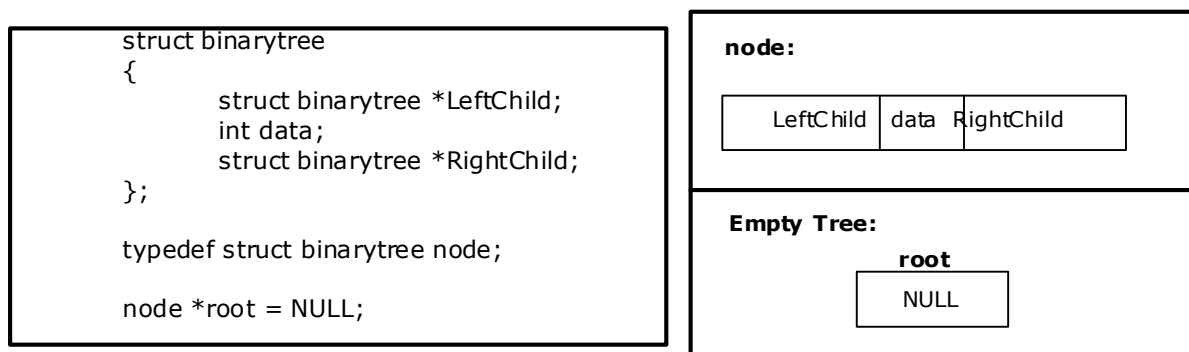 struct binarytree
{
struct binarytree *LeftChild;
int data;
struct binarytree *RightChild;
};
typedef struct binarytree node;
node *root = NULL;
node:
LeftChild data RightChild
Empty Tree:
root
NULL